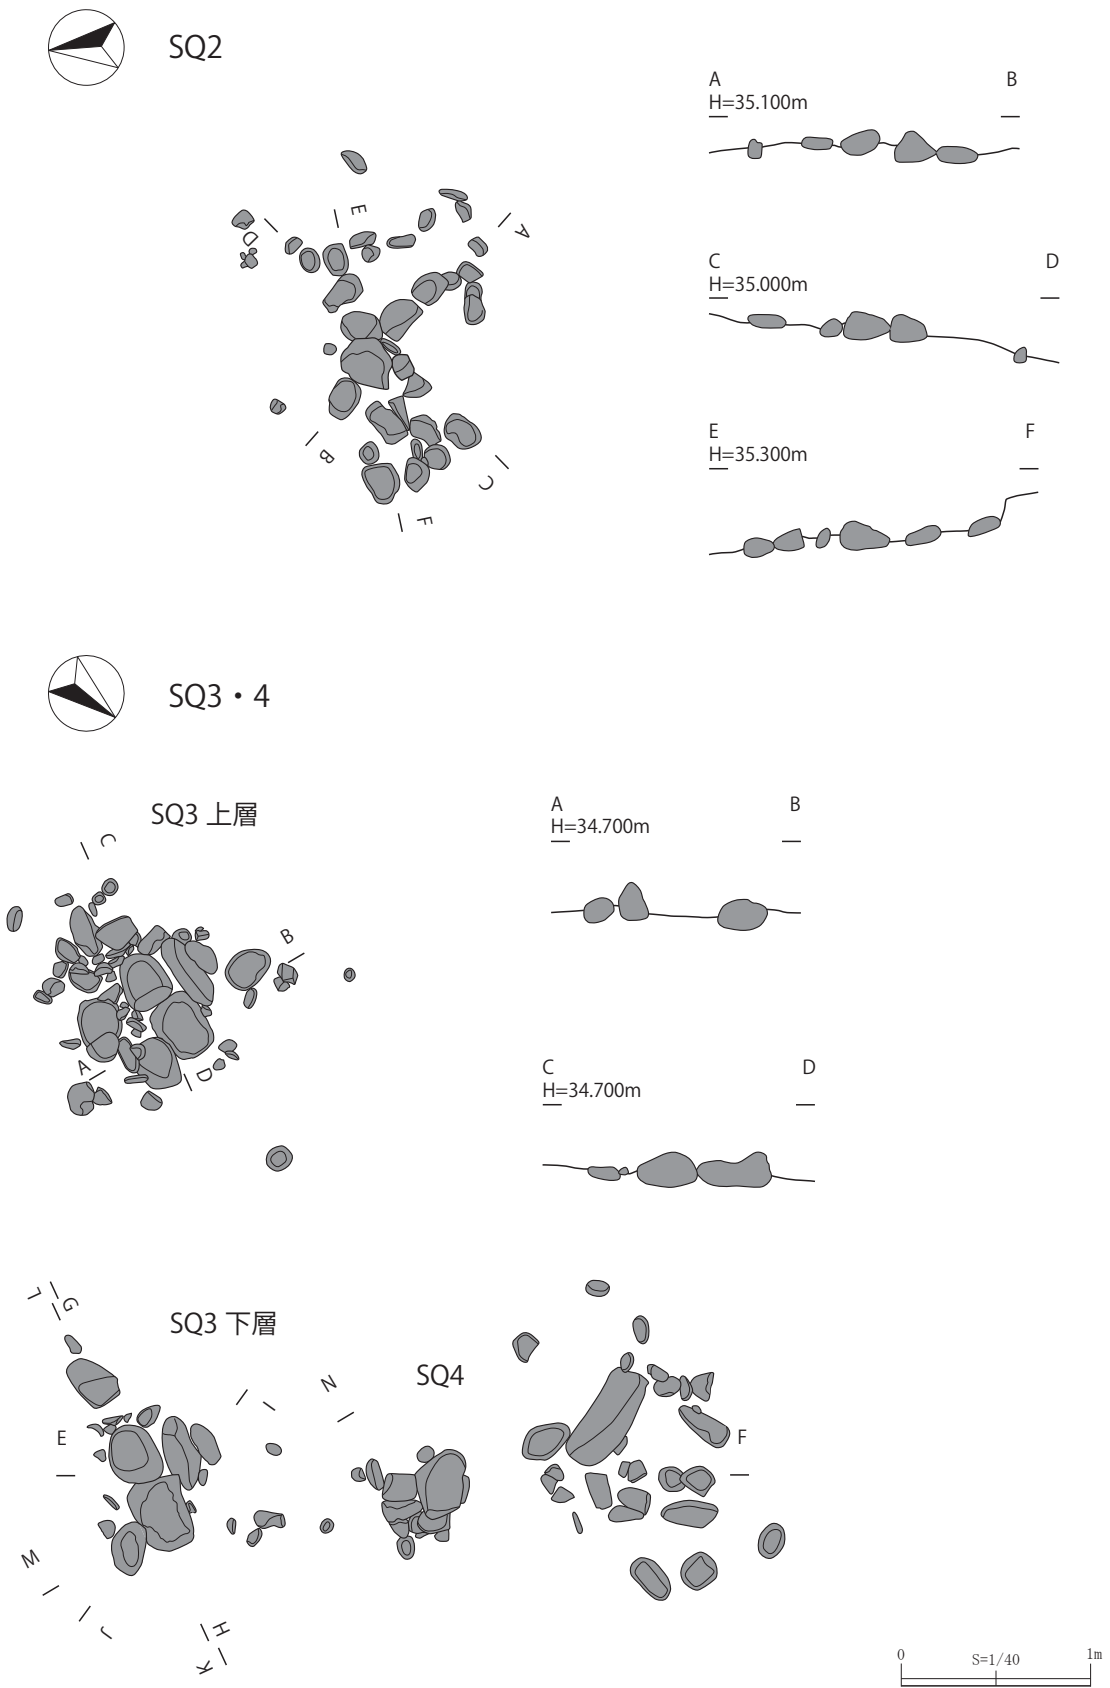 SQ2
A
B
H=35.100m
E
A
D
C
D
H=35.000m
B
C
F
E
F
H=35.300m
SQ3・4
SQ3 上層
C
A
B
H=34.700m
B
A
D
C
D
H=34.700m
L
G
SQ3 下層
SQ4
I
N
E
F
M
J
H
K
0
S=1/40
1m